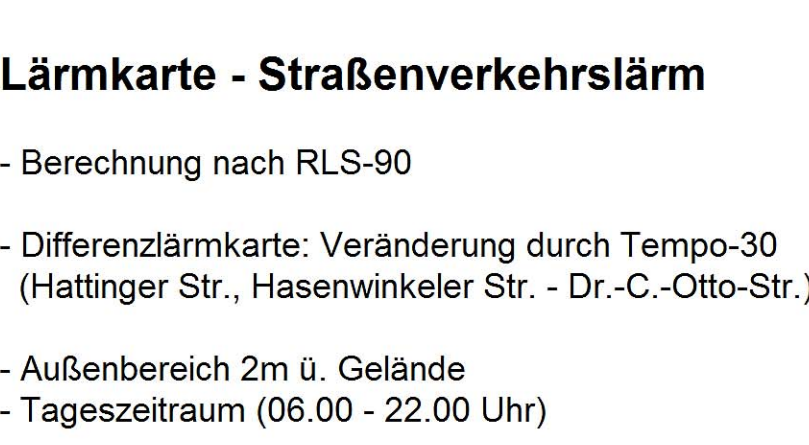 Lärmkarte - Straßenverkehrslärm
- Berechnung nach RLS-90
- Differenzlärmkarte: Veränderung durch Tempo-30
(Hattinger Str., Hasenwinkeler Str. - Dr.-C.-Otto-Str.)
- Außenbereich 2m ü. Gelände
- Tageszeitraum (06.00 - 22.00 Uhr)